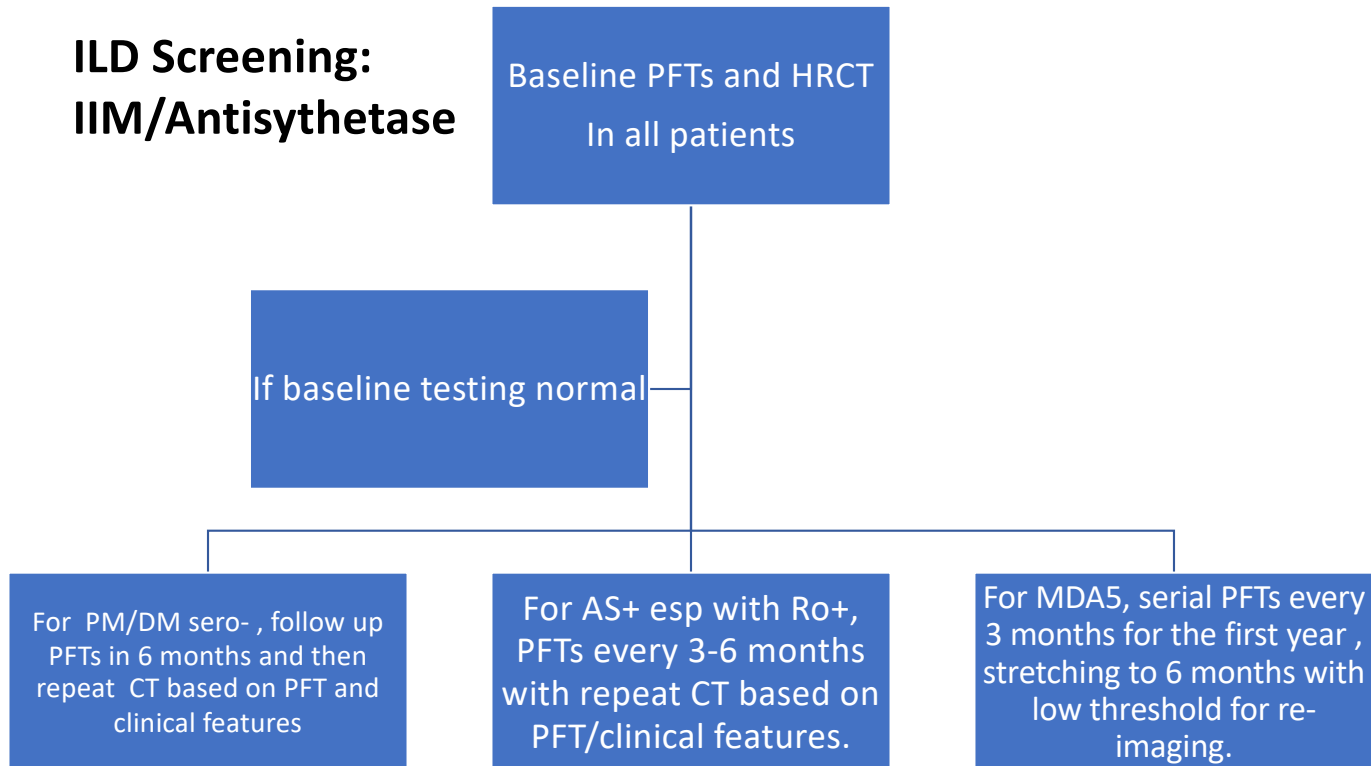 ILD Screening:
IIM/Antisythetase
Baseline PFTs and HRCT
In all patients
If baseline testing normal
For PM/DM sero- , follow up
PFTs in 6 months and then
repeat CT based on PFT and
clinical features
For AS+ esp with Ro+,
PFTs every 3-6 months
with repeat CT based on
PFT/clinical features.
For MDA5, serial PFTs every
3 months for the first year ,
stretching to 6 months with
low threshold for re-
imaging.